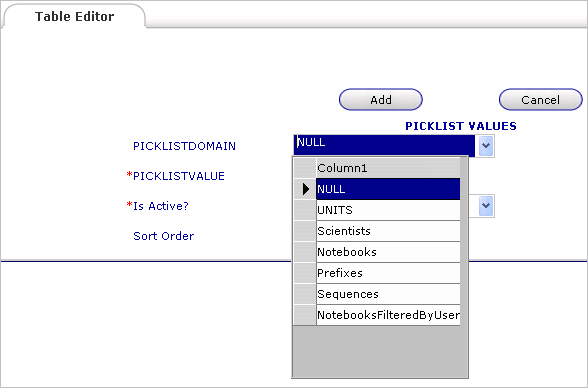 Table Editor
Add
Cancel
PICKLIST VALUES
PICKLISTDOMAIN
NULL
Column1
*PICKLISTVALUE
NULL
*Is Active?
UNITS
Sort Order
Scientists
Notebooks
Prefixes
Sequences
NotebooksFilteredByUser